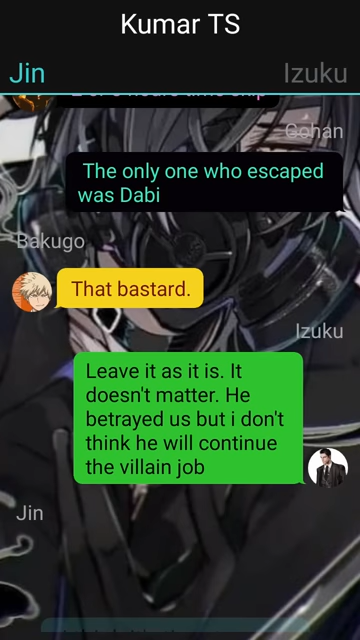 Kumar TS
Jin
Izuku
Gohan
The only one who escaped
was Dabi
Bakugo
That bastard.
Izuku
Leave it as it is. It
doesn't matter. He
betrayed us but i don't
think he will continue
the villain job
Jin